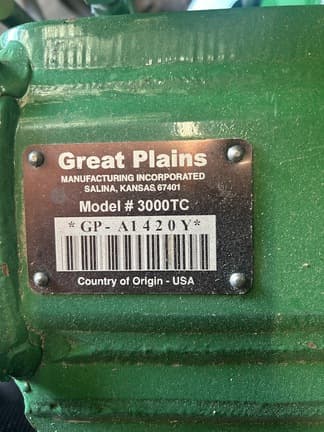 Great Plains
MANUFACTURING INCORPORATED
SALINA, KANSAS 67401
Model # 3000TC
*GP-A1420Y*
Country of Origin - USA